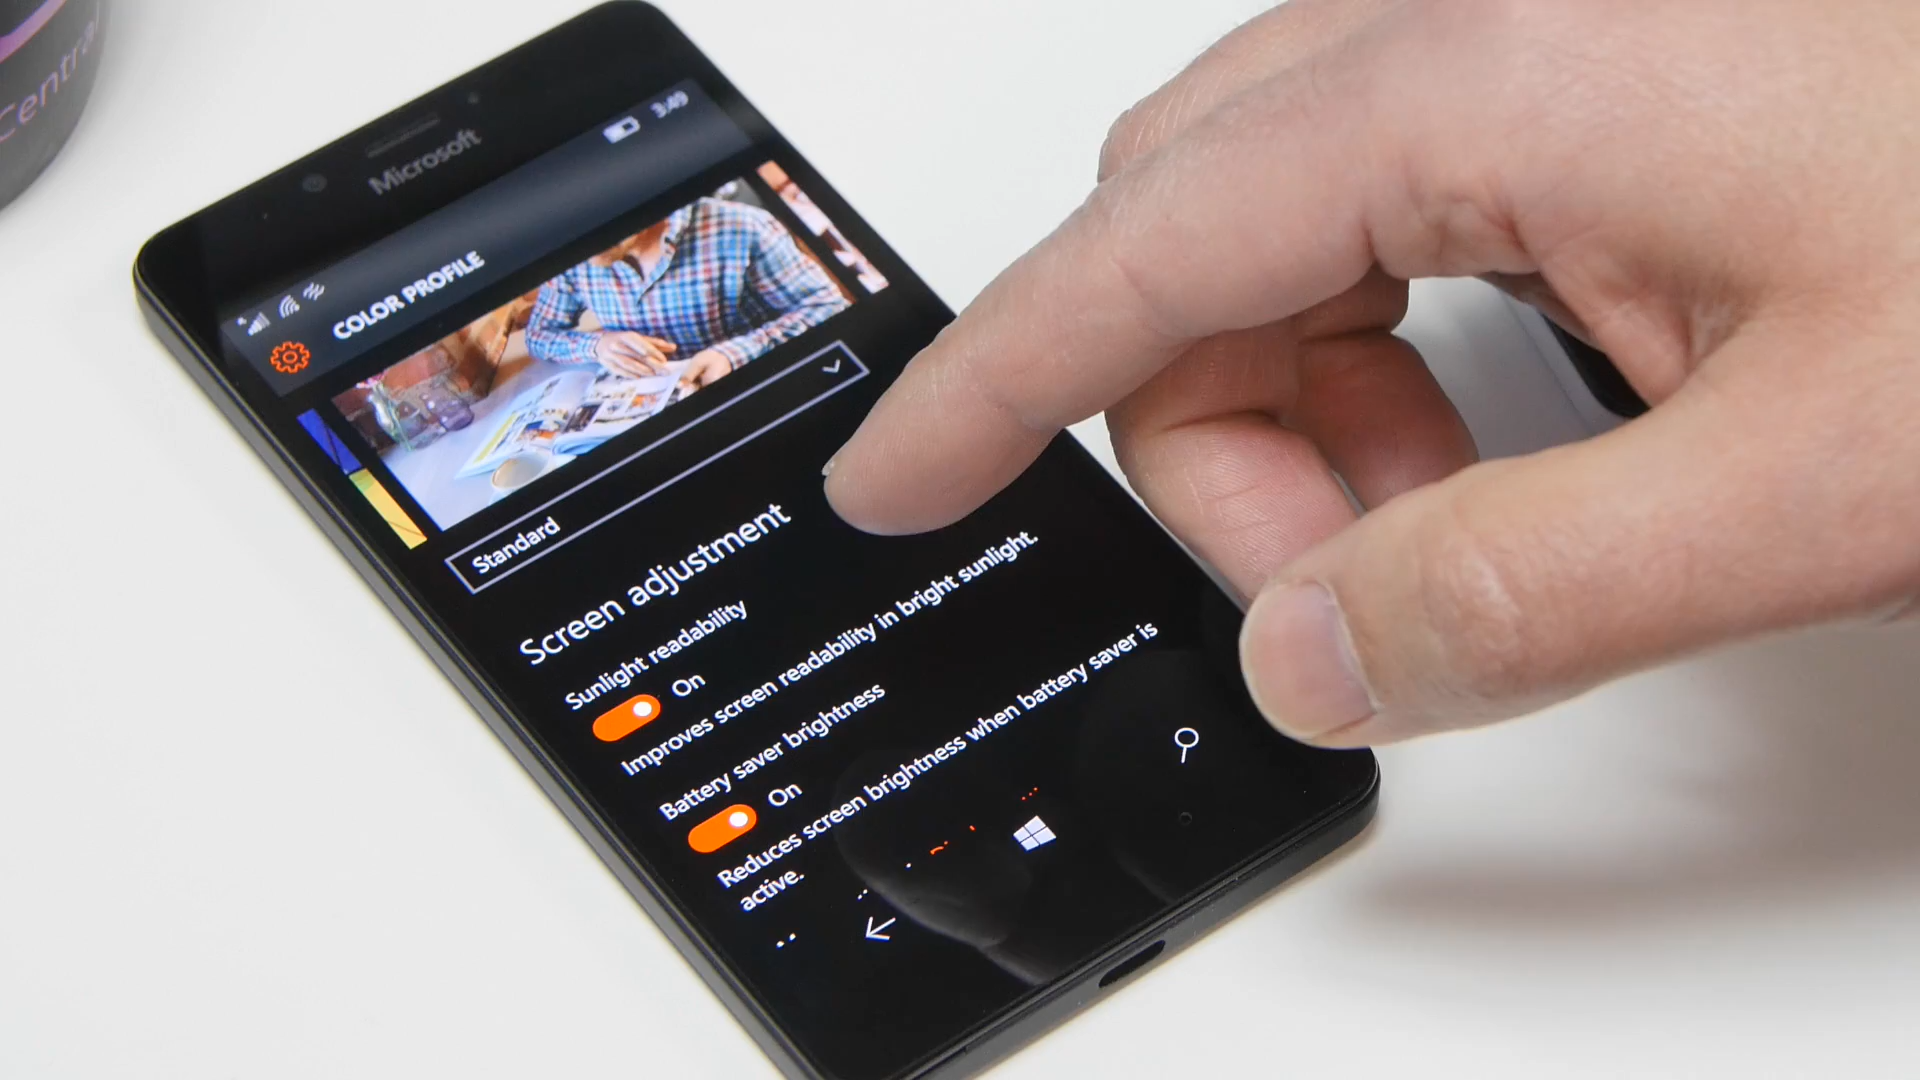 Central
Microsoft
3:49
COLOR PROFILE
Standard
Screen adjustment
Sunlight readability
On
Improves screen readability in bright sunlight.
Battery saver brightness
On
Reduces screen brightness when battery saver is
active.